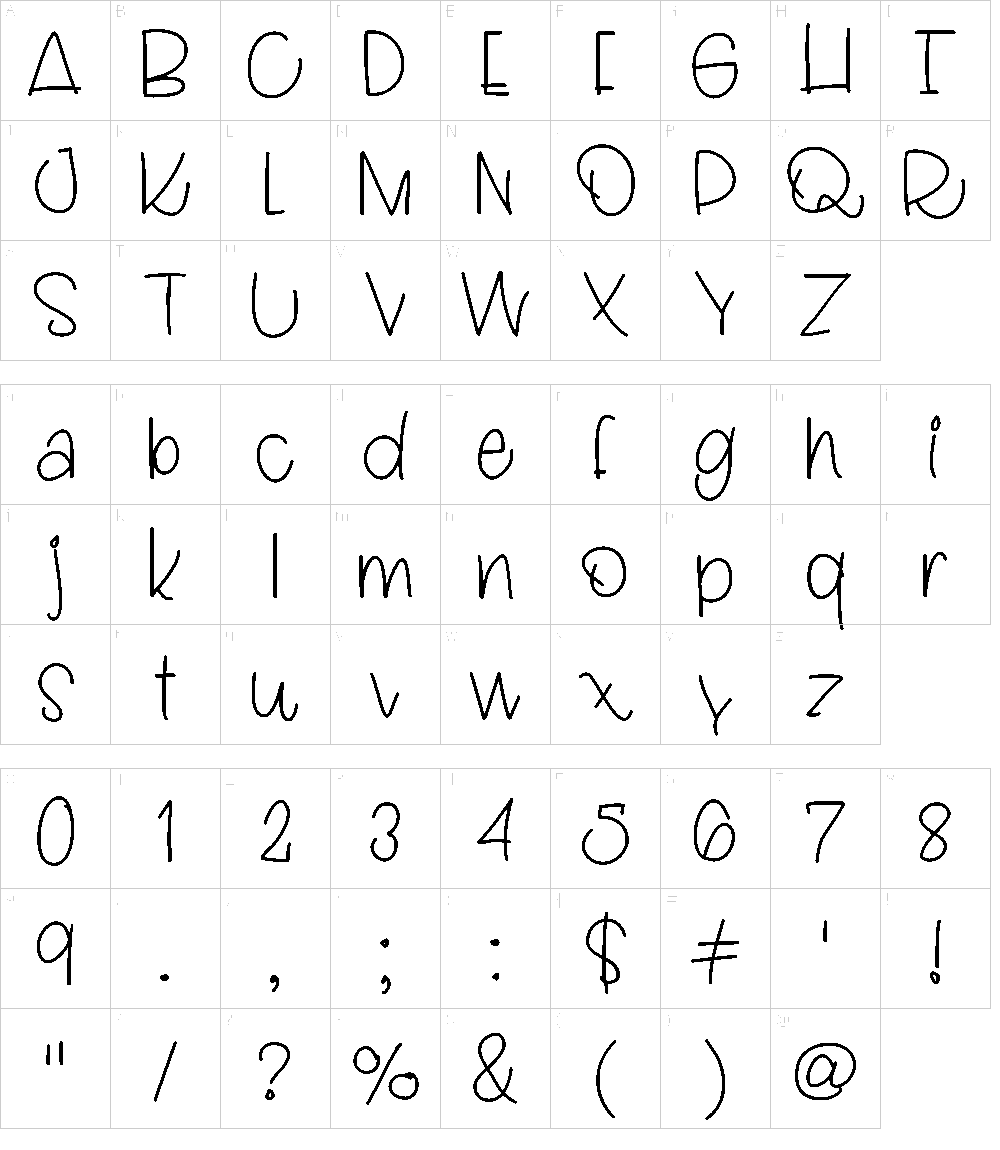 A B C D E F G H I
J K L M N O P Q R
S T U V W X Y Z
a b c d e f g h i
j k l m n o p q r
s t u v w x y z
0 1 2 3 4 5 6 7 8
9 . , ; : $ ≠ ' !
" / ? % & ( ) @